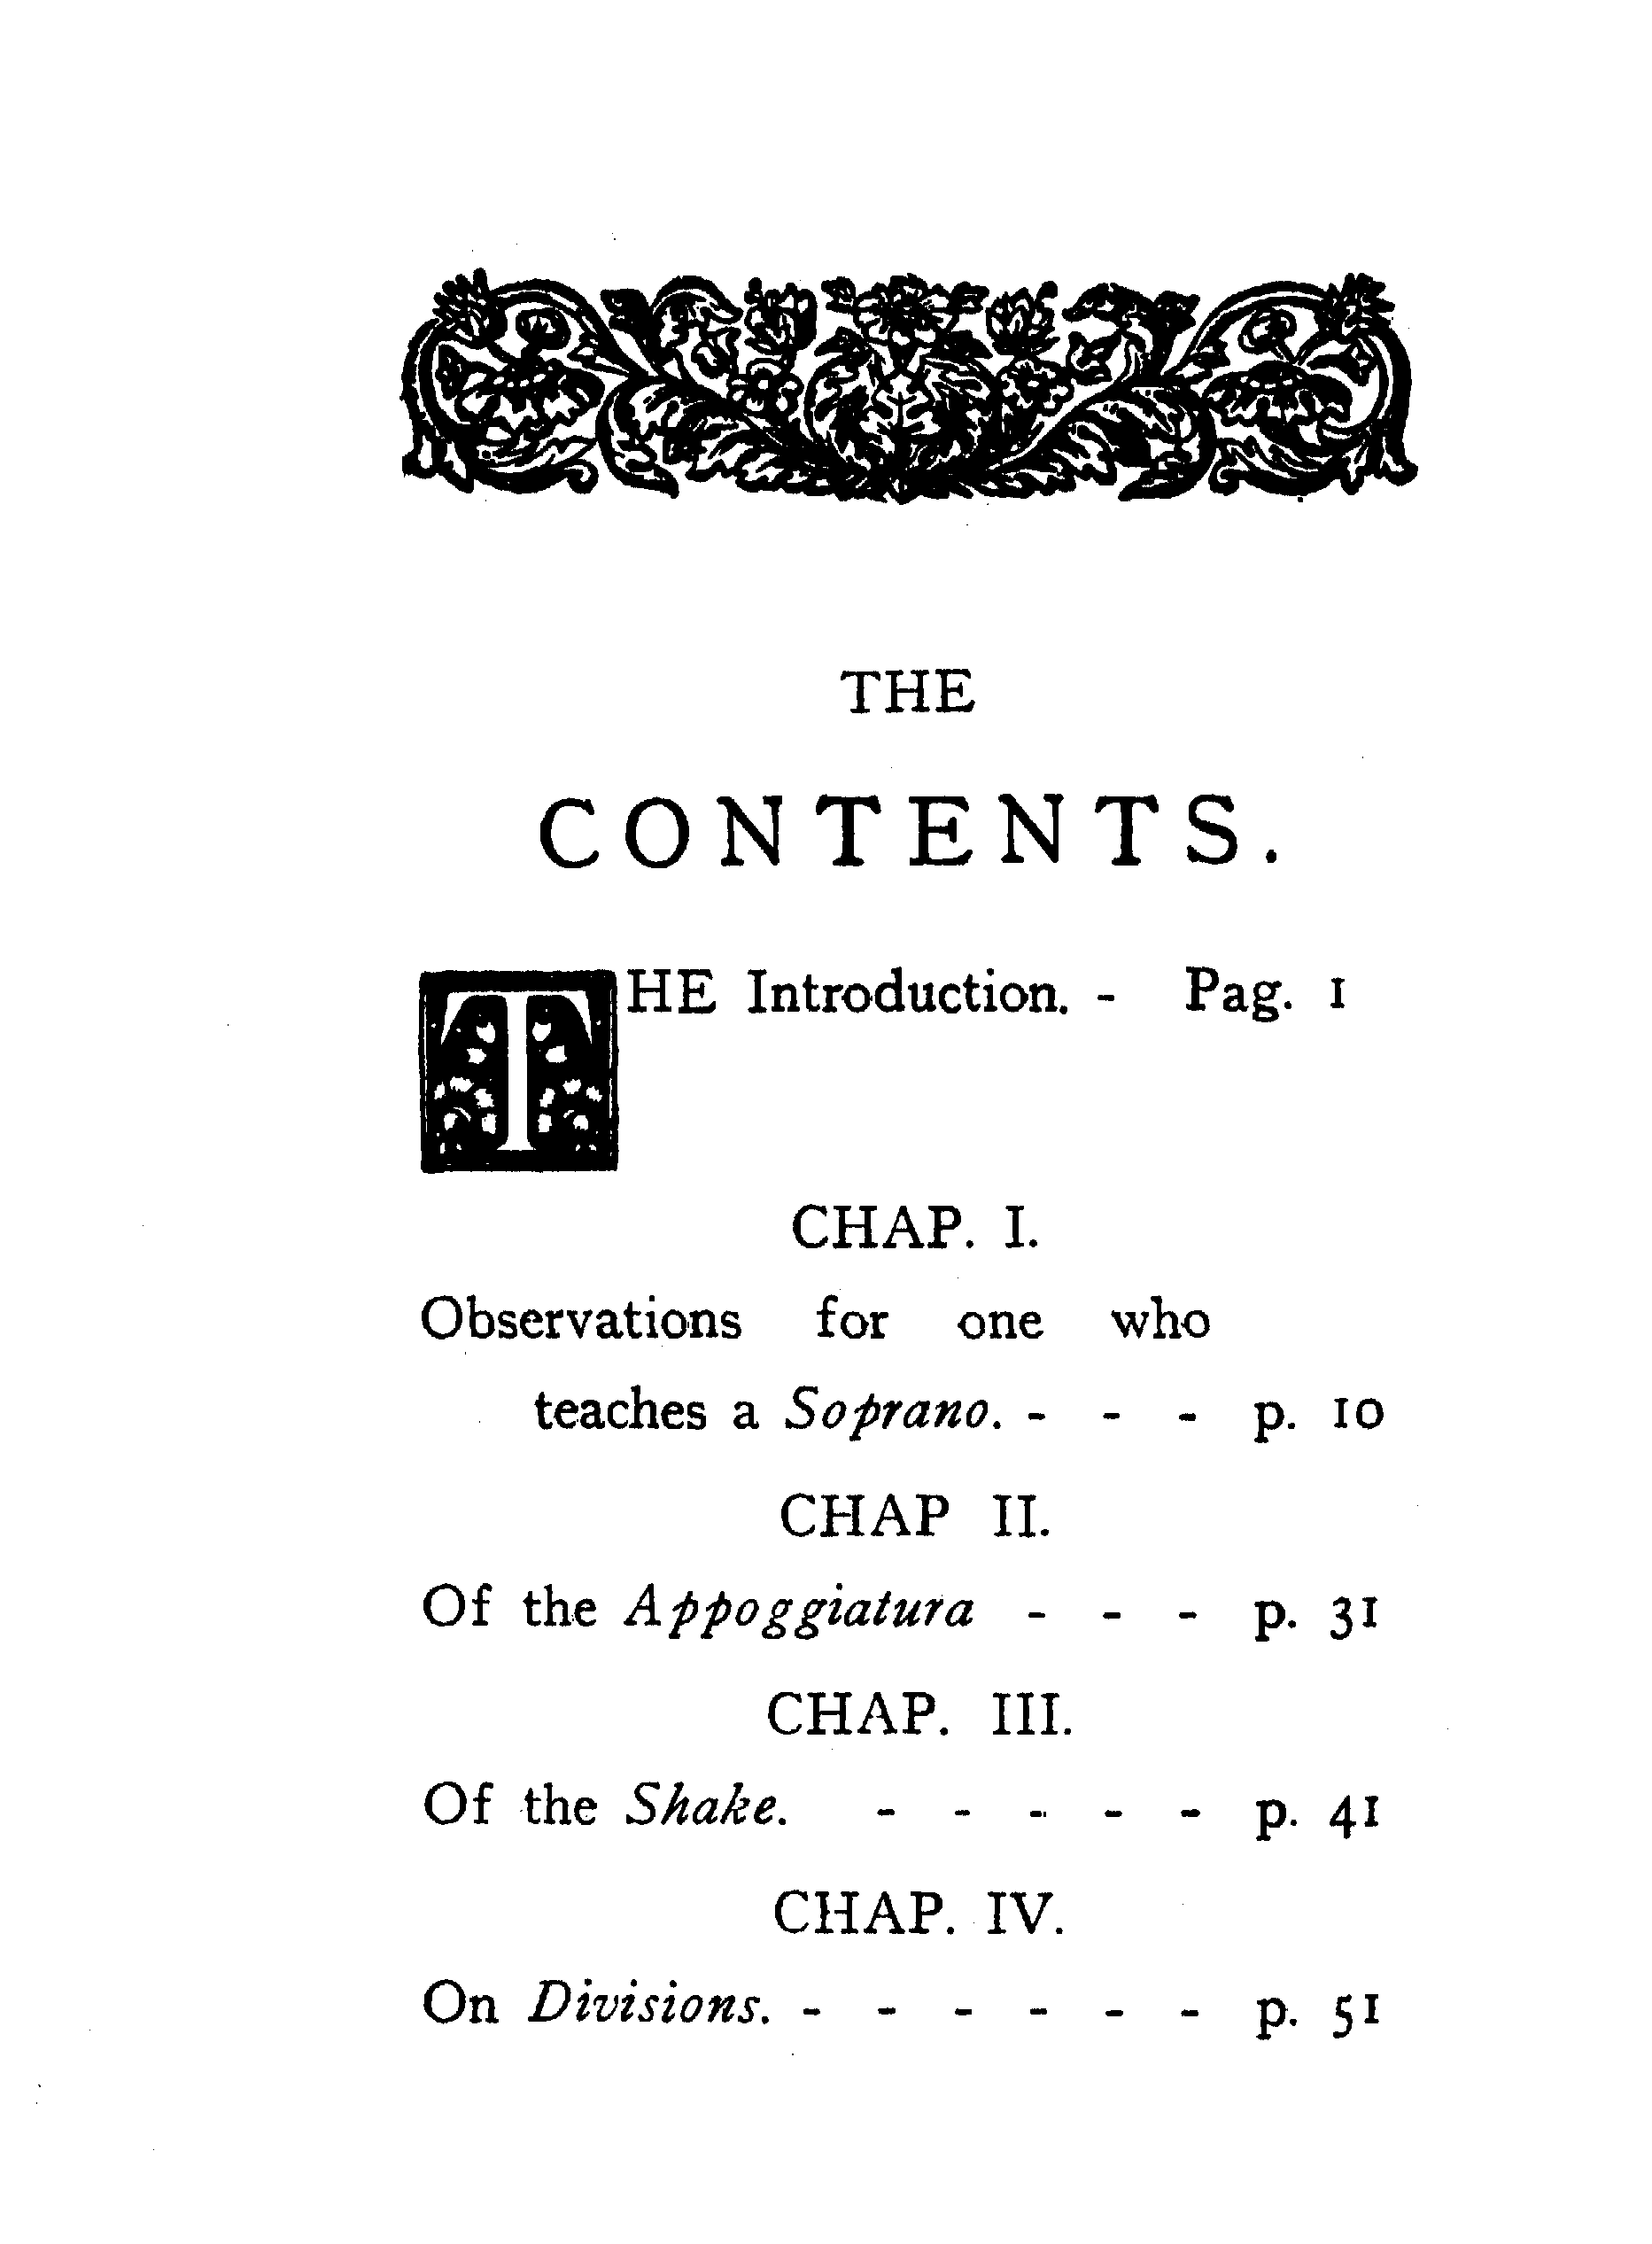 THE
CONTENTS.
THE Introduction. - Pag. 1
CHAP. I.
Observations for one who
teaches a Soprano. - - - p. 10
CHAP II.
Of the Appoggiatura - - - p. 31
CHAP. III.
Of the Shake. - - - - - p. 41
CHAP. IV.
On Divisions. - - - - - - p. 51